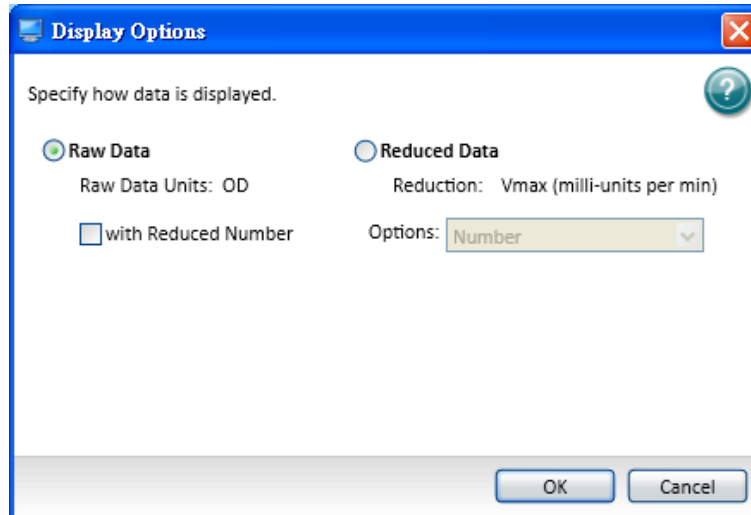 Display Options
Specify how data is displayed.
?
Raw Data
Reduced Data
Raw Data Units: OD
Reduction: Vmax (milli-units per min)
with Reduced Number
Options: Number
OK
Cancel